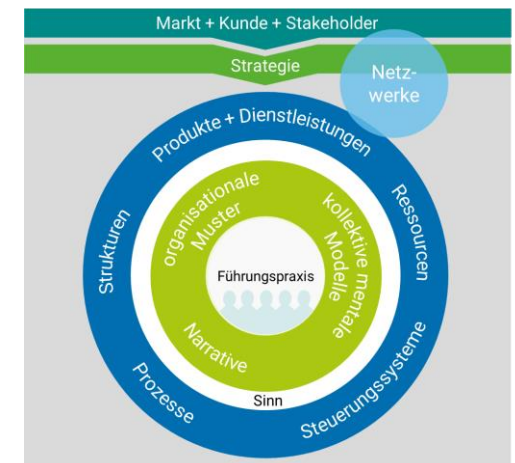 Markt + Kunde + Stakeholder
Strategie
Netz-
werke
Produkte + Dienstleistungen
Ressourcen
Steuerungssysteme
Prozesse
Strukturen
organisationale
Muster
kollektive mentale
Modelle
Narrative
Führungspraxis
Sinn